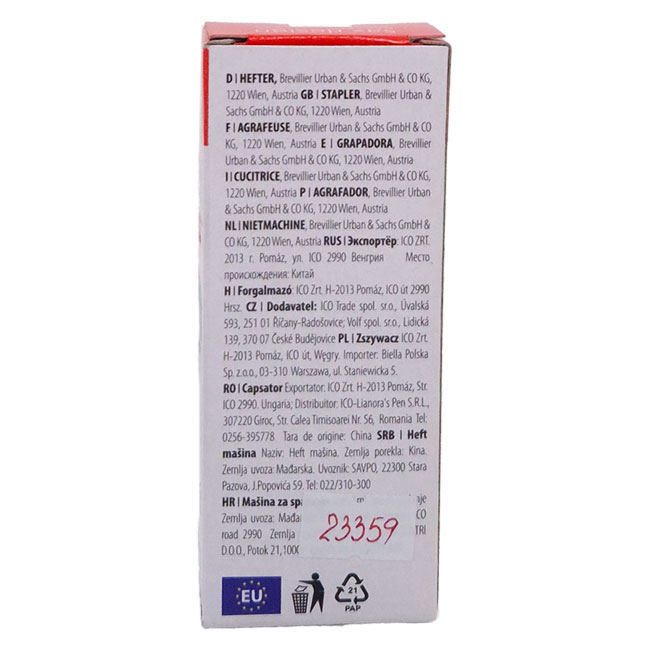 D | HEFTER, Brevillier Urban & Sachs GmbH & CO KG,
1220 Wien, Austria GB | STAPLER, Brevillier Urban &
Sachs GmbH & CO KG, 1220 Wien, Austria
F | AGRAFEUSE, Brevillier Urban & Sachs GmbH & CO
KG, 1220 Wien, Austria E | GRAPADORA, Brevillier
Urban & Sachs GmbH & CO KG, 1220 Wien, Austria
I | CUCITRICE, Brevillier Urban & Sachs GmbH & CO KG,
1220 Wien, Austria P | AGRAFADOR, Brevillier Urban
& Sachs GmbH & CO KG, 1220 Wien, Austria
NL | NIETMACHINE, Brevillier Urban & Sachs GmbH &
CO KG, 1220 Wien, Austria RUS | Экспортёр: ICO ZRT.
2013 г. Pomáz, ул. ICO 2990 Венгрия Место
происхождения: Китай
H | Forgalmazó: ICO Zrt. H-2013 Pomáz, ICO út 2990
Hrsz. CZ | Dodavatel: ICO Trade spol. sr.o., Úvalská
593, 251 01 Říčany-Radošovice; Volf spol. sr.o., Lidická
139, 370 07 České Budějovice PL | Zszywacz ICO Zrt.
H-2013 Pomáz, ICO út, Węgry. Importer: Biella Polska
Sp. z.o.o., 03-310 Warszawa, ul. Staniewicka 5.
RO | Capsator Exportator: ICO Zrt. H-2013 Pomáz, Str.
ICO 2990. Ungaria; Distribuitor: ICO-Lianora's Pen S.R.L.,
307220 Giroc, Str. Calea Timisoarei Nr. 56, Romania Tel:
0256-395778 Tara de origine: China SRB | Heft
mašina Naziv: Heft mašina. Zemlja porekla: Kina.
Zemlja uvoza: Mađarska. Uvoznik: SAVPO, 22300 Stara
Pazova, J.Popovića 59. Tel: 022/310-300
HR | Mašina za
Zemlja uvoza:
road 2990 Zemlja
D.O.O., Potok 21,
23359
EU
21
PAP